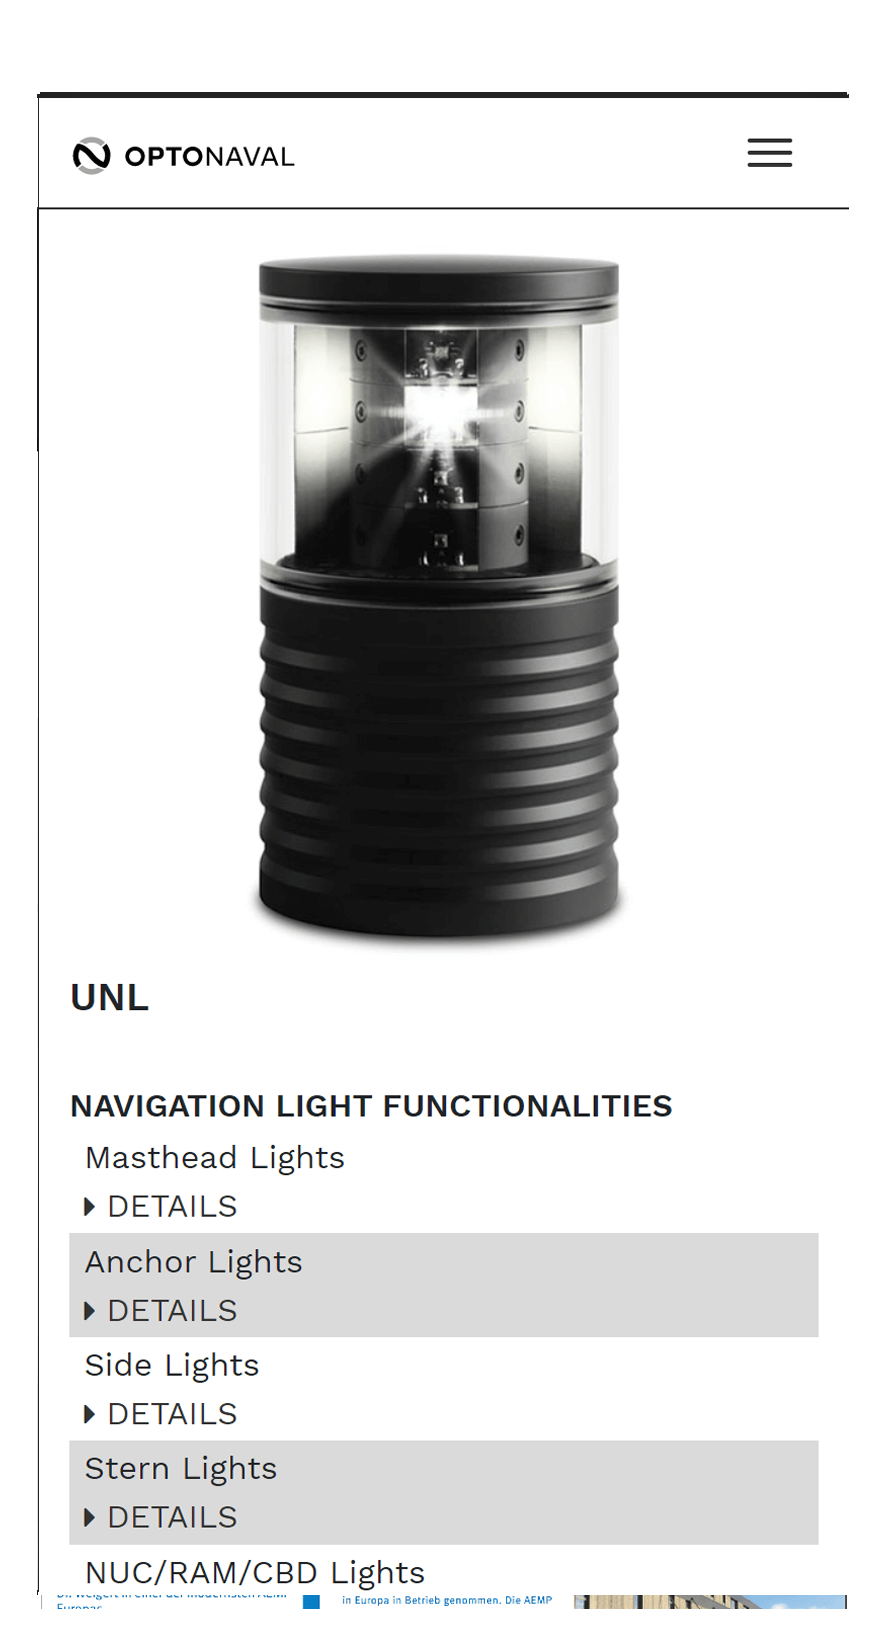 OPTONAVAL
UNL
NAVIGATION LIGHT FUNCTIONALITIES
Masthead Lights
DETAILS
Anchor Lights
DETAILS
Side Lights
DETAILS
Stern Lights
DETAILS
NUC/RAM/CBD Lights
in Europa in Betrieb genommen. Die AEMP
Europas